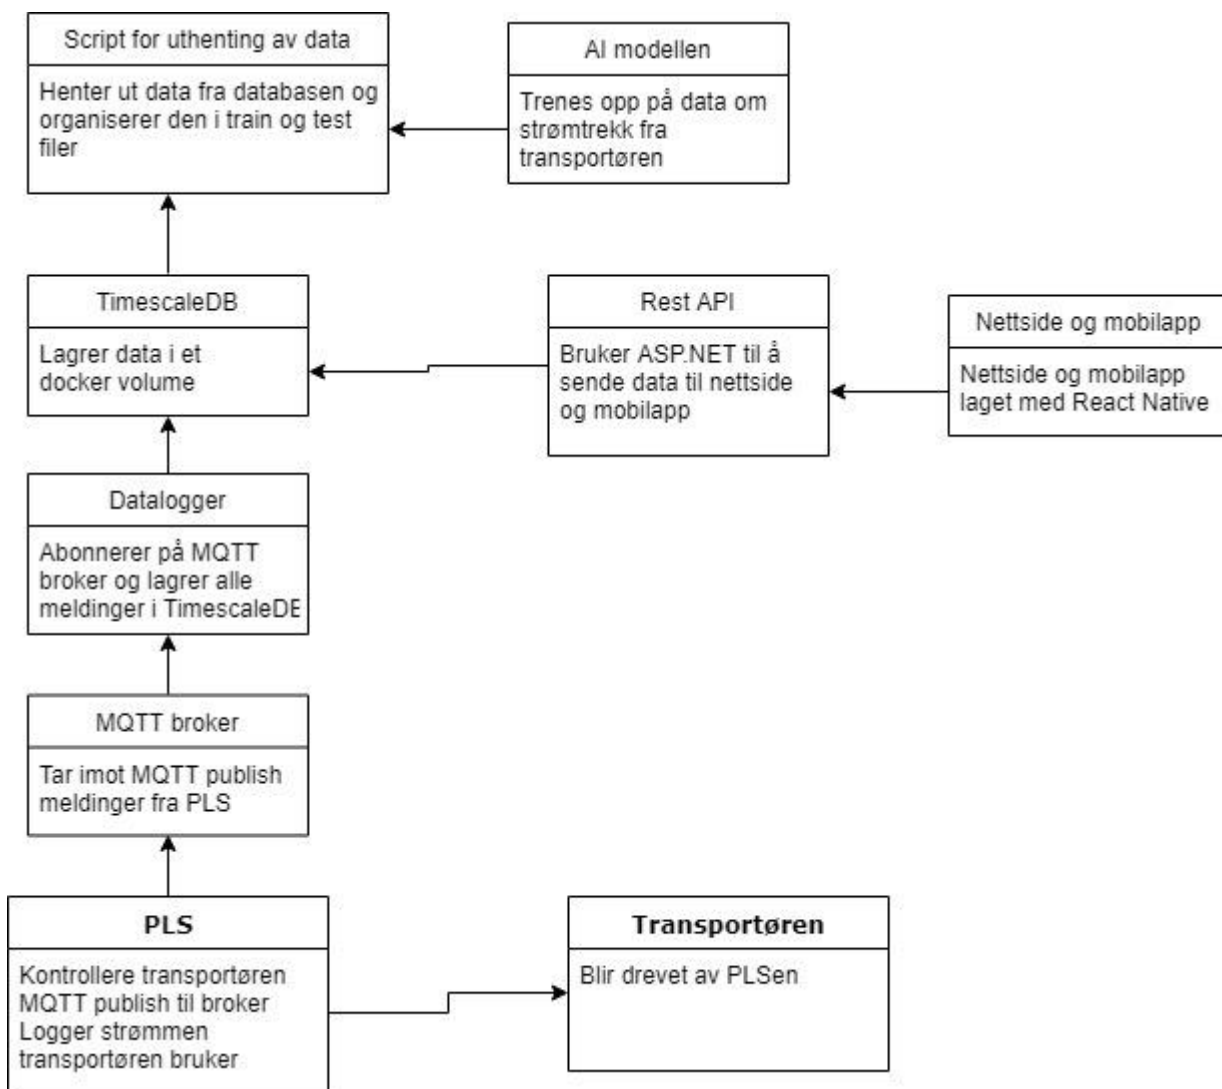 Script for uthenting av data
Henter ut data fra databasen og
organiserer den i train og test
filer
AI modellen
Trenes opp på data om
strømtrekk fra
transportøren
TimescaleDB
Lagrer data i et
docker volume
Rest API
Bruker ASP.NET til å
sende data til nettside
og mobilapp
Nettside og mobilapp
Nettside og mobilapp
laget med React Native
Datalogger
Abonnerer på MQTT
broker og lagrer alle
meldinger i TimescaleDE
MQTT broker
Tar imot MQTT publish
meldinger fra PLS
PLS
Kontrollere transportøren
MQTT publish til broker
Logger strømmen
transportøren bruker
Transportøren
Blir drevet av PLSen